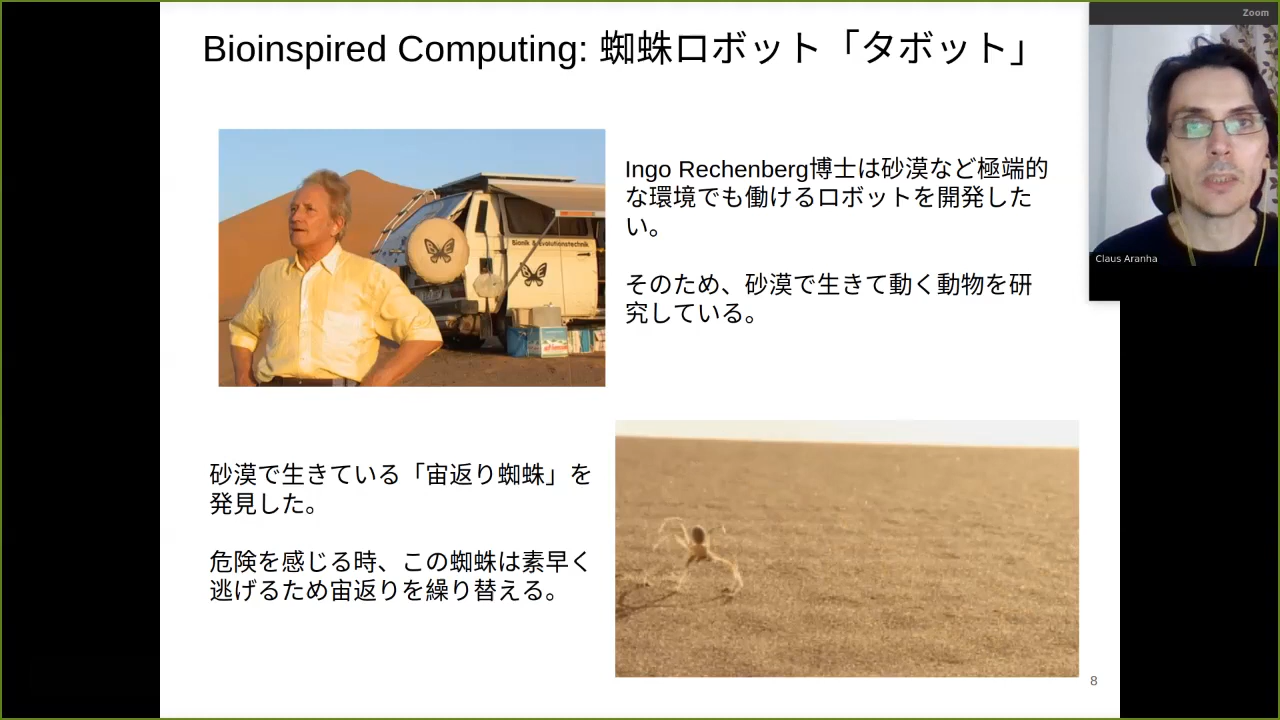 Zoom
Bioinspired Computing: 蜘蛛ロボット「タボット」
Claus Aranha
Ingo Rechenberg博士は砂漠など極端的
な環境でも働けるロボットを開発した
い。
そのため、砂漠で生きて動く動物を研
究している。
Bionik & Evolutionstechnik
砂漠で生きている「宙返り蜘蛛」を
発見した。
危険を感じる時、この蜘蛛は素早く
逃げるため宙返りを繰り替える。
8